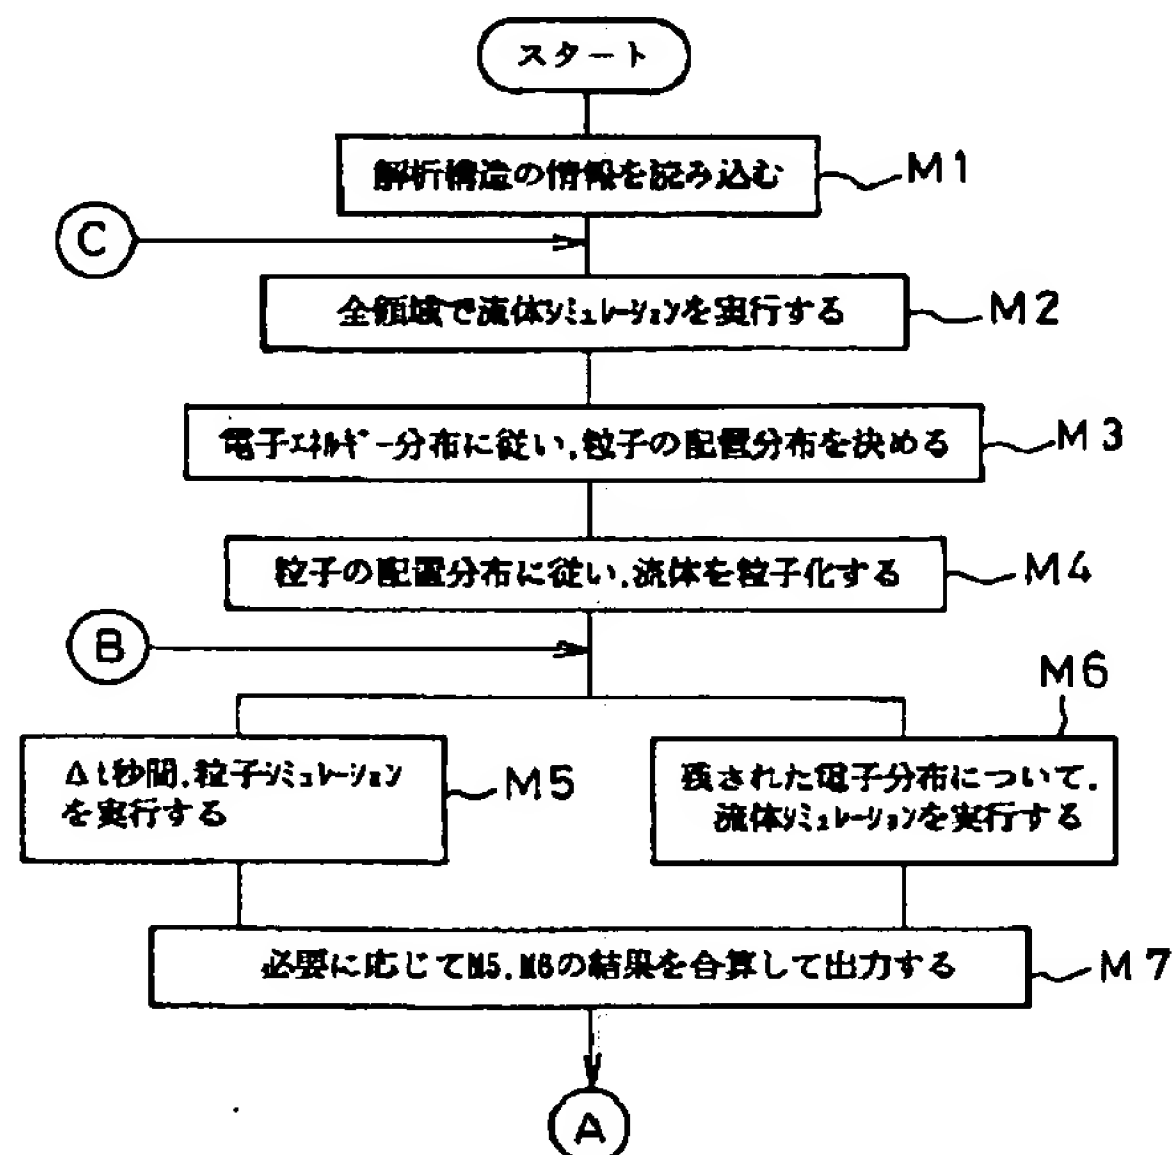 スタート
解析構造の情報を読み込む
M1
C
全領域で流体シミュレーションを実行する
M2
電子エネルギー分布に従い,粒子の配置分布を決める
M3
粒子の配置分布に従い,流体を粒子化する
M4
B
M6
Δt秒間,粒子シミュレーション
を実行する
M5
残された電子分布について,
流体シミュレーションを実行する
必要に応じてM5,M6の結果を合算して出力する
M7
A